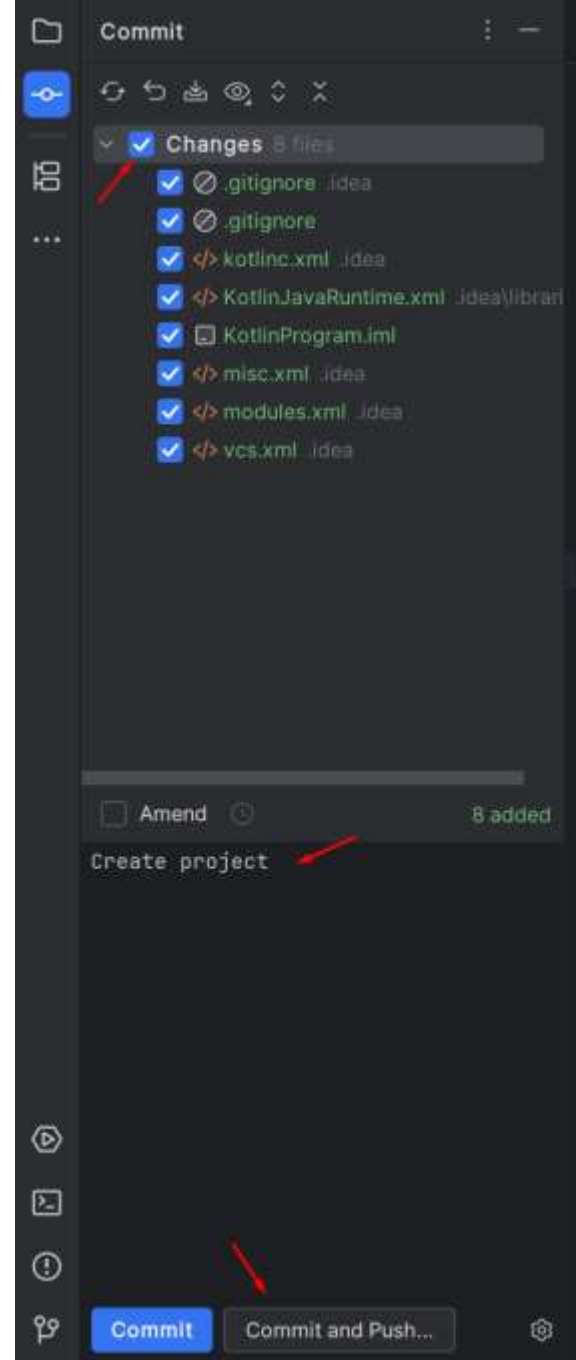 Commit
Changes 8 files
.gitignore .idea
.gitignore
kotlinc.xml .idea
KotlinJavaRuntime.xml .idea\librari
KotlinProgram.iml
misc.xml .idea
modules.xml .idea
vcs.xml .idea
Amend 8 added
Create project
Commit Commit and Push...